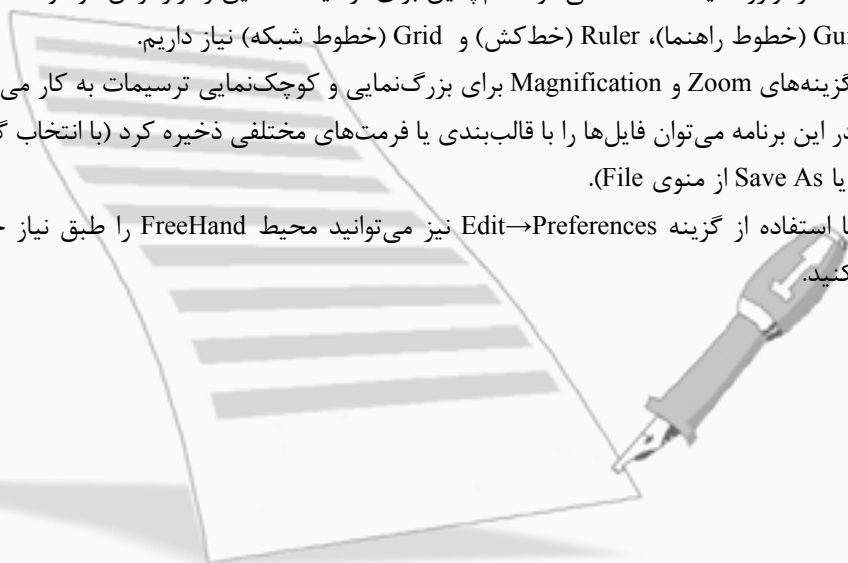 Gui (خطوط راهنما)، Ruler (خط‌کش) و Grid (خطوط شبکه) نیاز داریم.
گزینه‌های Zoom و Magnification برای بزرگ‌نمایی و کوچک‌نمایی ترسیمات به کار می
در این برنامه می‌توان فایل‌ها را با قالب‌بندی یا فرمت‌های مختلفی ذخیره کرد (با انتخاب
یا Save As از منوی File).
ا استفاده از گزینه Edit→Preferences نیز می‌توانید محیط FreeHand را طبق نیاز
کنید.